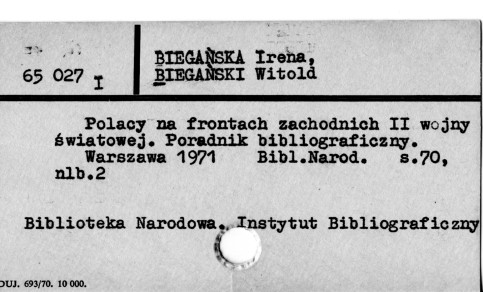 BIEGAŃSKA Irena,
65 027 I BIEGAŃSKI Witold
Polacy na frontach zachodnich II wojny
światowej. Poradnik bibliograficzny.
Warszawa 1971 Bibl.Narod. s.70,
nlb.2
Biblioteka Narodowa. Instytut Bibliograficzny
OUJ. 693/70. 10 000.